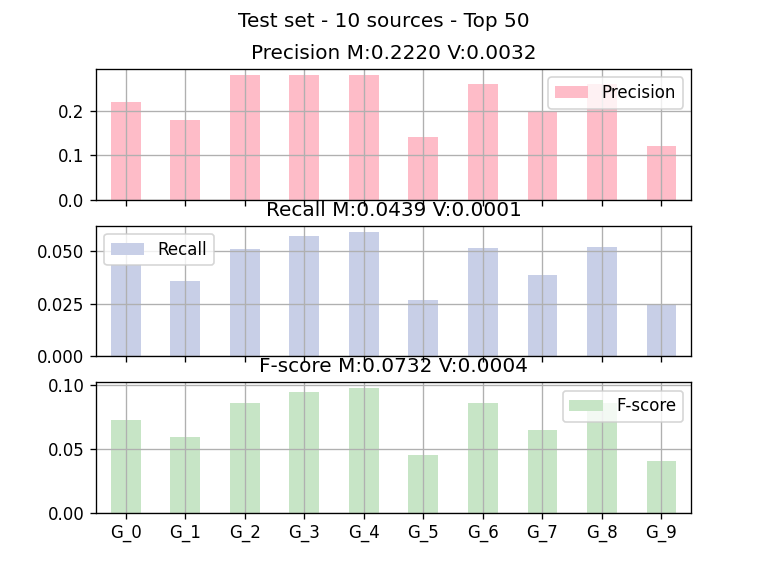 Test set - 10 sources - Top 50
Precision M:0.2220 V:0.0032
Precision
0.2
0.1
0.0
Recall M:0.0439 V:0.0001
Recall
0.050
0.025
0.000
F-score M:0.0732 V:0.0004
F-score
0.10
0.05
0.00
G_0 G_1 G_2 G_3 G_4 G_5 G_6 G_7 G_8 G_9